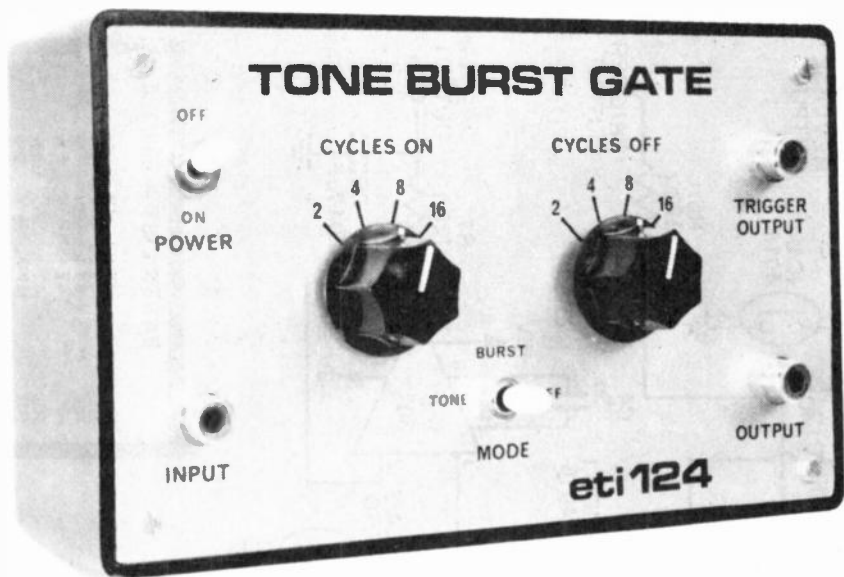 TONE BURST GATE
OFF
ON
POWER
CYCLES ON
2 4 8 16
CYCLES OFF
2 4 8 16
TRIGGER
OUTPUT
BURST
TONE
MODE
INPUT
OUTPUT
eti 124